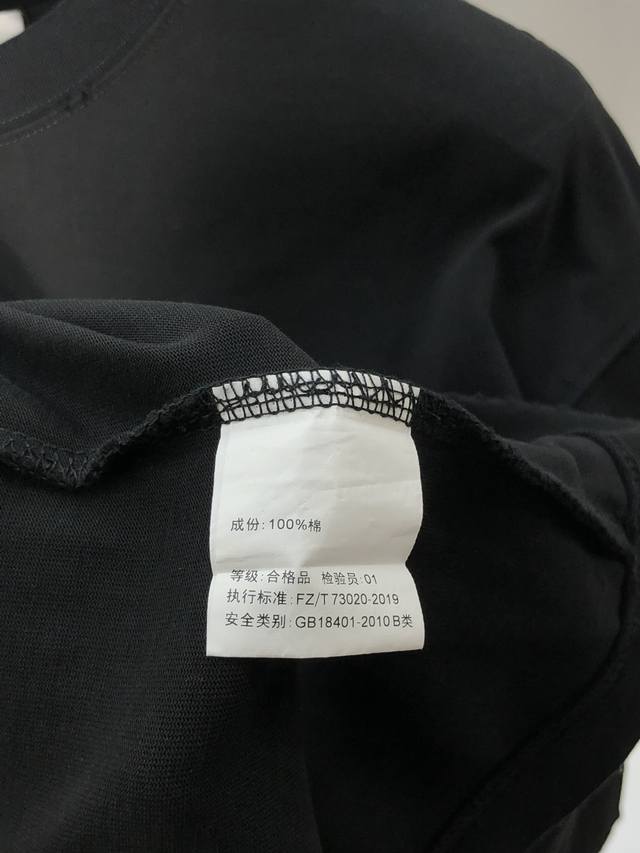 成份:100%棉
等级:合格品 检验员:01
执行标准:FZ/T 73020-2019
安全类别:GB18401-2010 B类